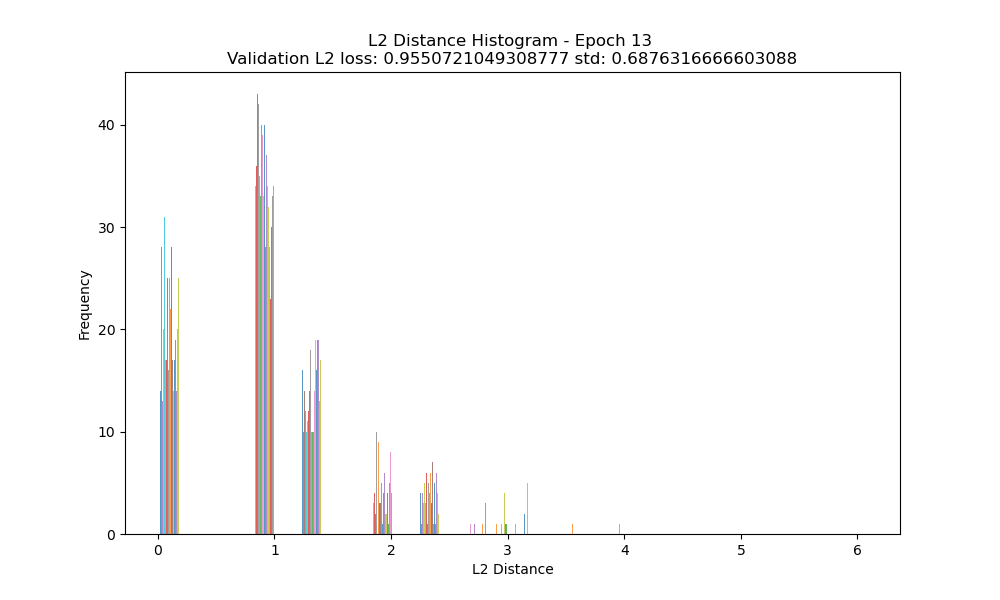 L2 Distance Histogram - Epoch 13
Validation L2 loss: 0.9550721049308777 std: 0.6876316666603088
Frequency
40
30
20
10
0
0 1 2 3 4 5 6
L2 Distance